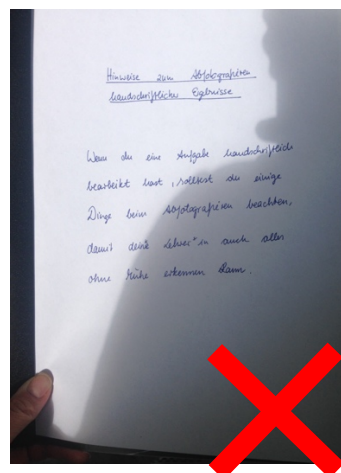 Hinweise zum Abfotografieren
handschriftlicher Ergebnisse
Wenn du eine Aufgabe handschriftlich
bearbeitet hast, solltest du einige
Dinge beim Abfotografieren beachten,
damit deine Lehrer*in auch alles
ohne Mühe erkennen kann.